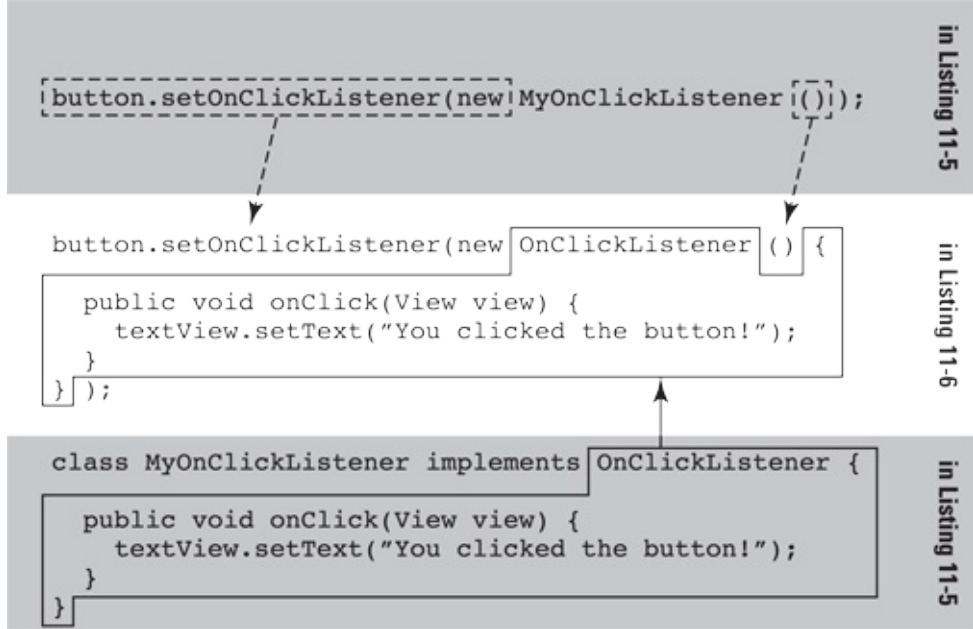 button.setOnClickListener(new MyOnClickListener ());
in Listing 11-5
button.setOnClickListener(new OnClickListener () {
public void onClick(View view) {
textView.setText("You clicked the button!");
}
} );
in Listing 11-6
class MyOnClickListener implements OnClickListener {
public void onClick(View view) {
textView.setText("You clicked the button!");
}
}
in Listing 11-5